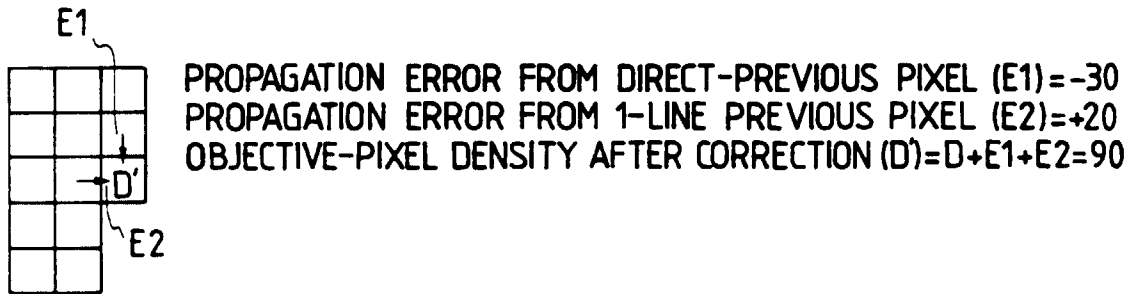 E1
PROPAGATION ERROR FROM DIRECT-PREVIOUS PIXEL (E1)=-30
PROPAGATION ERROR FROM 1-LINE PREVIOUS PIXEL (E2)=+20
OBJECTIVE-PIXEL DENSITY AFTER CORRECTION (D')=D+E1+E2=90
D'
E2